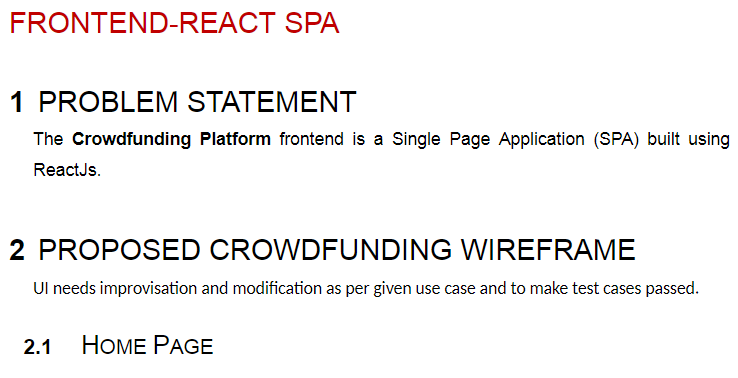 FRONTEND-REACT SPA
1 PROBLEM STATEMENT
The Crowdfunding Platform frontend is a Single Page Application (SPA) built using
ReactJs.
2 PROPOSED CROWDFUNDING WIREFRAME
UI needs improvisation and modification as per given use case and to make test cases passed.
2.1 HOME PAGE